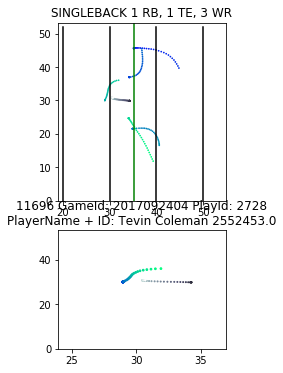 SINGLEBACK 1 RB, 1 TE, 3 WR
50
40
30
20
10
0
20 30 40 50
11696 GameId: 2017092404 PlayId: 2728
PlayerName + ID: Tevin Coleman 2552453.0
40
20
0
25 30 35